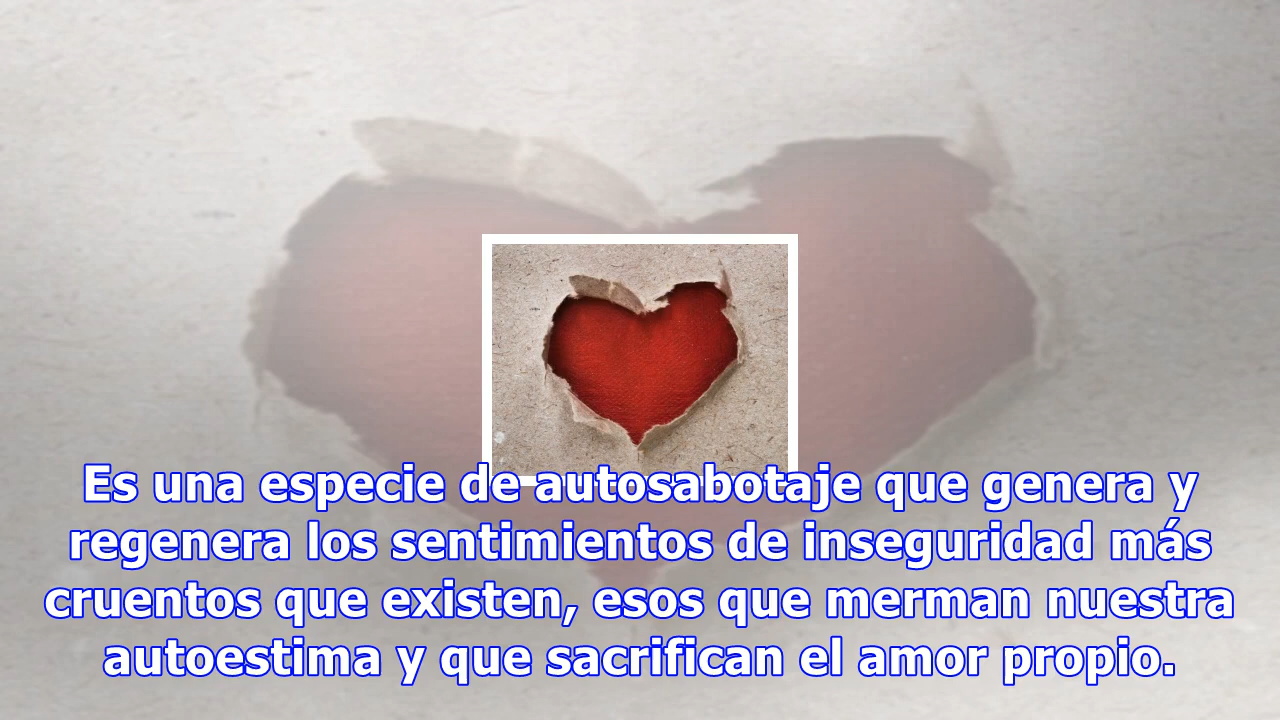 Es una especie de autosabotaje que genera y
regenera los sentimientos de inseguridad más
cruentos que existen, esos que merman nuestra
autoestima y que sacrifican el amor propio.